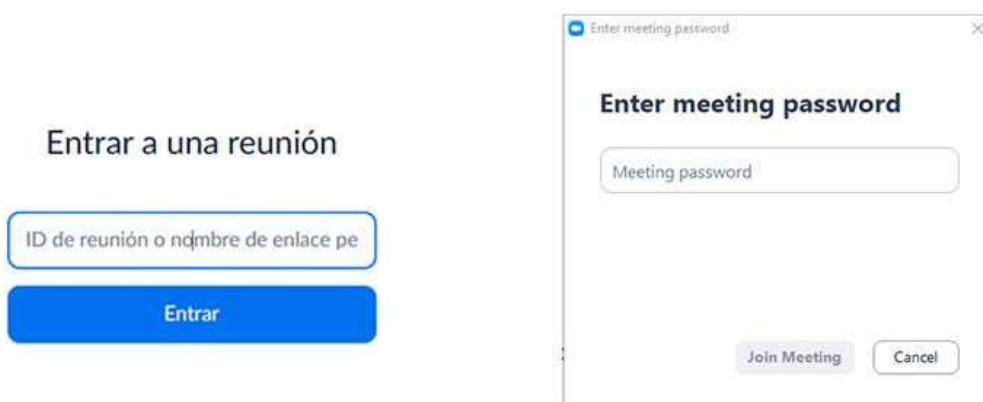 Entrar a una reunión
ID de reunión o nombre de enlace pe
Entrar
Enter meeting password
Enter meeting password
Meeting password
Join Meeting
Cancel